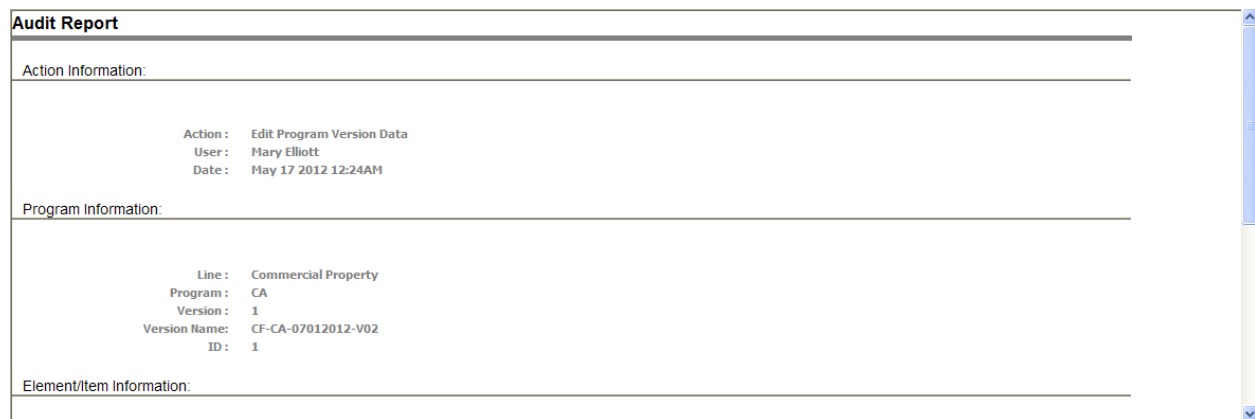 Audit Report
Action Information:
Action : Edit Program Version Data
User : Mary Elliott
Date : May 17 2012 12:24AM
Program Information:
Line : Commercial Property
Program : CA
Version : 1
Version Name: CF-CA-07012012-V02
ID : 1
Element/Item Information: